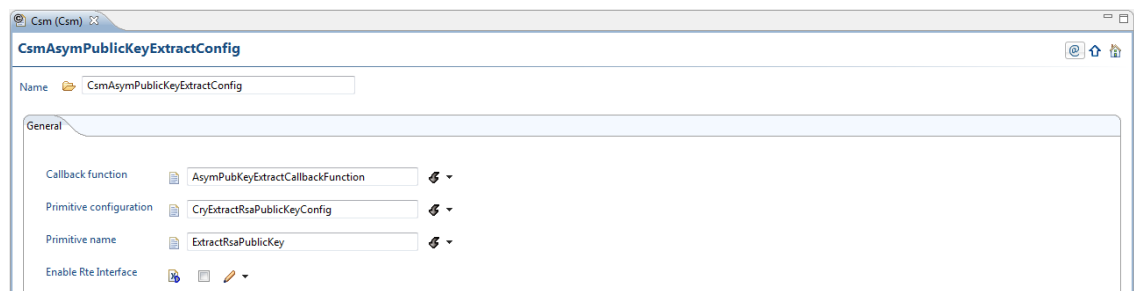 Csm (Csm)
CsmAsymPublicKeyExtractConfig
Name CsmAsymPublicKeyExtractConfig
General
Callback function AsymPubKeyExtractCallbackFunction
Primitive configuration CryExtractRsaPublicKeyConfig
Primitive name ExtractRsaPublicKey
Enable Rte Interface